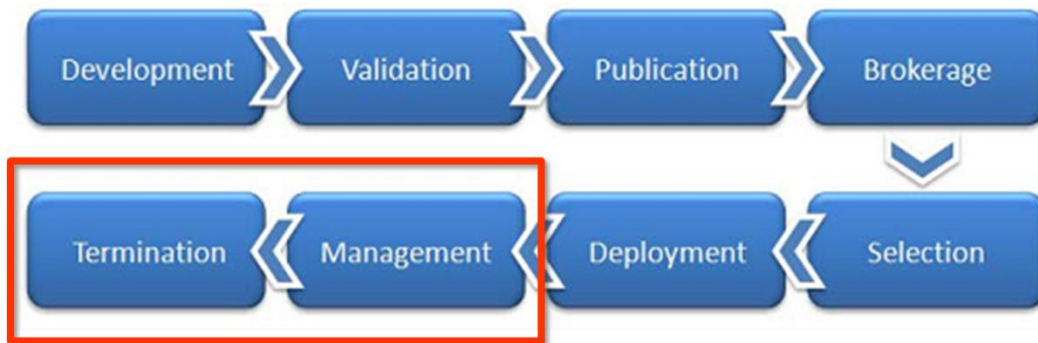 Development
Validation
Publication
Brokerage
Termination
Management
Deployment
Selection